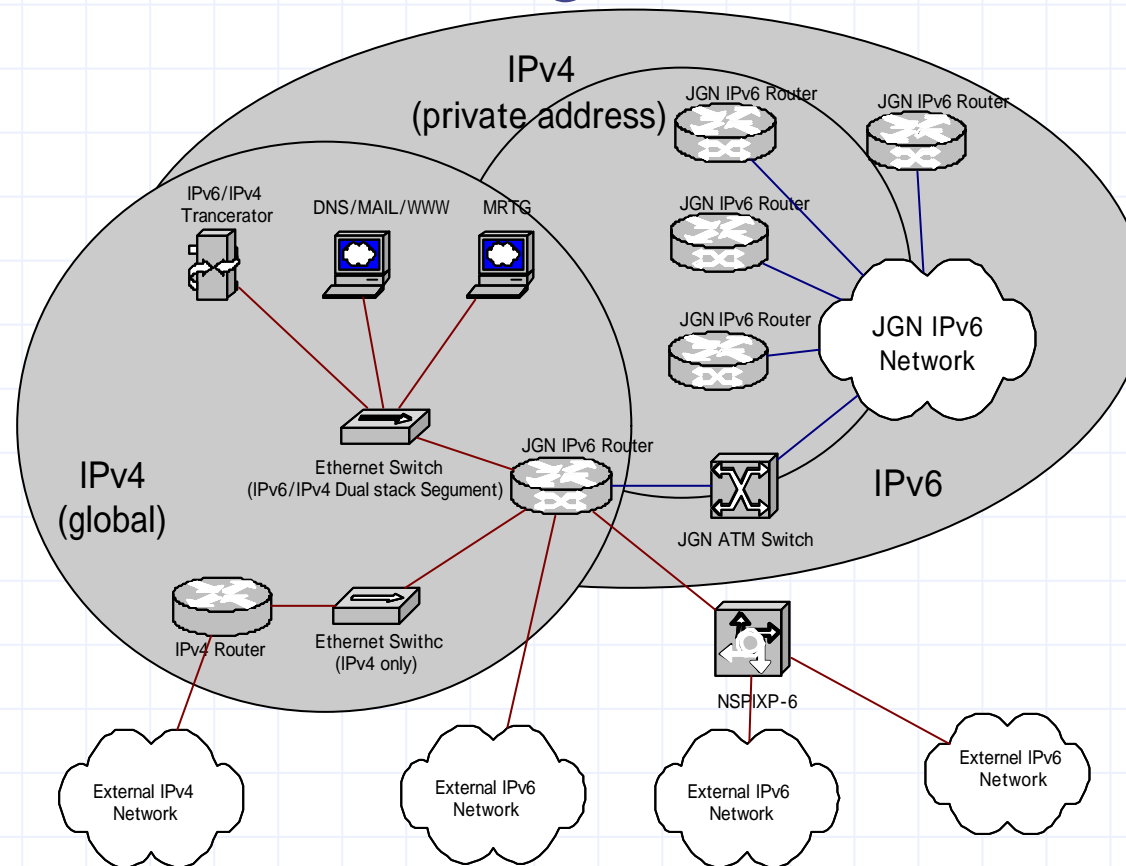 IPv4
(private address)
JGN IPv6 Router
JGN IPv6 Router
IPv6/IPv4
Trancerator
DNS/MAIL/WWW
MRTG
JGN IPv6 Router
JGN IPv6 Router
JGN IPv6
Network
JGN IPv6 Router
Ethernet Switch
(IPv6/IPv4 Dual stack Segument)
IPv4
(global)
IPv6
JGN ATM Switch
IPv4 Router
Ethernet Swithc
(IPv4 only)
NSPIXP-6
External IPv4
Network
External IPv6
Network
External IPv6
Network
Externel IPv6
Network